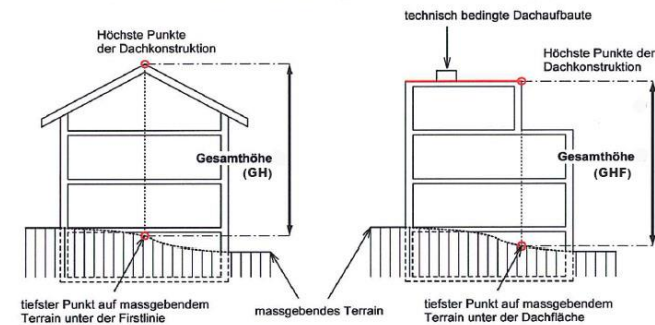 technisch bedingte Dachaufbaute
Höchste Punkte
der Dachkonstruktion
Höchste Punkte der
Dachkonstruktion
Gesamthöhe
(GH)
Gesamthöhe
(GHF)
tiefster Punkt auf massgebendem
Terrain unter der Firstlinie
massgebendes Terrain
tiefster Punkt auf massgebendem
Terrain unter der Dachfläche